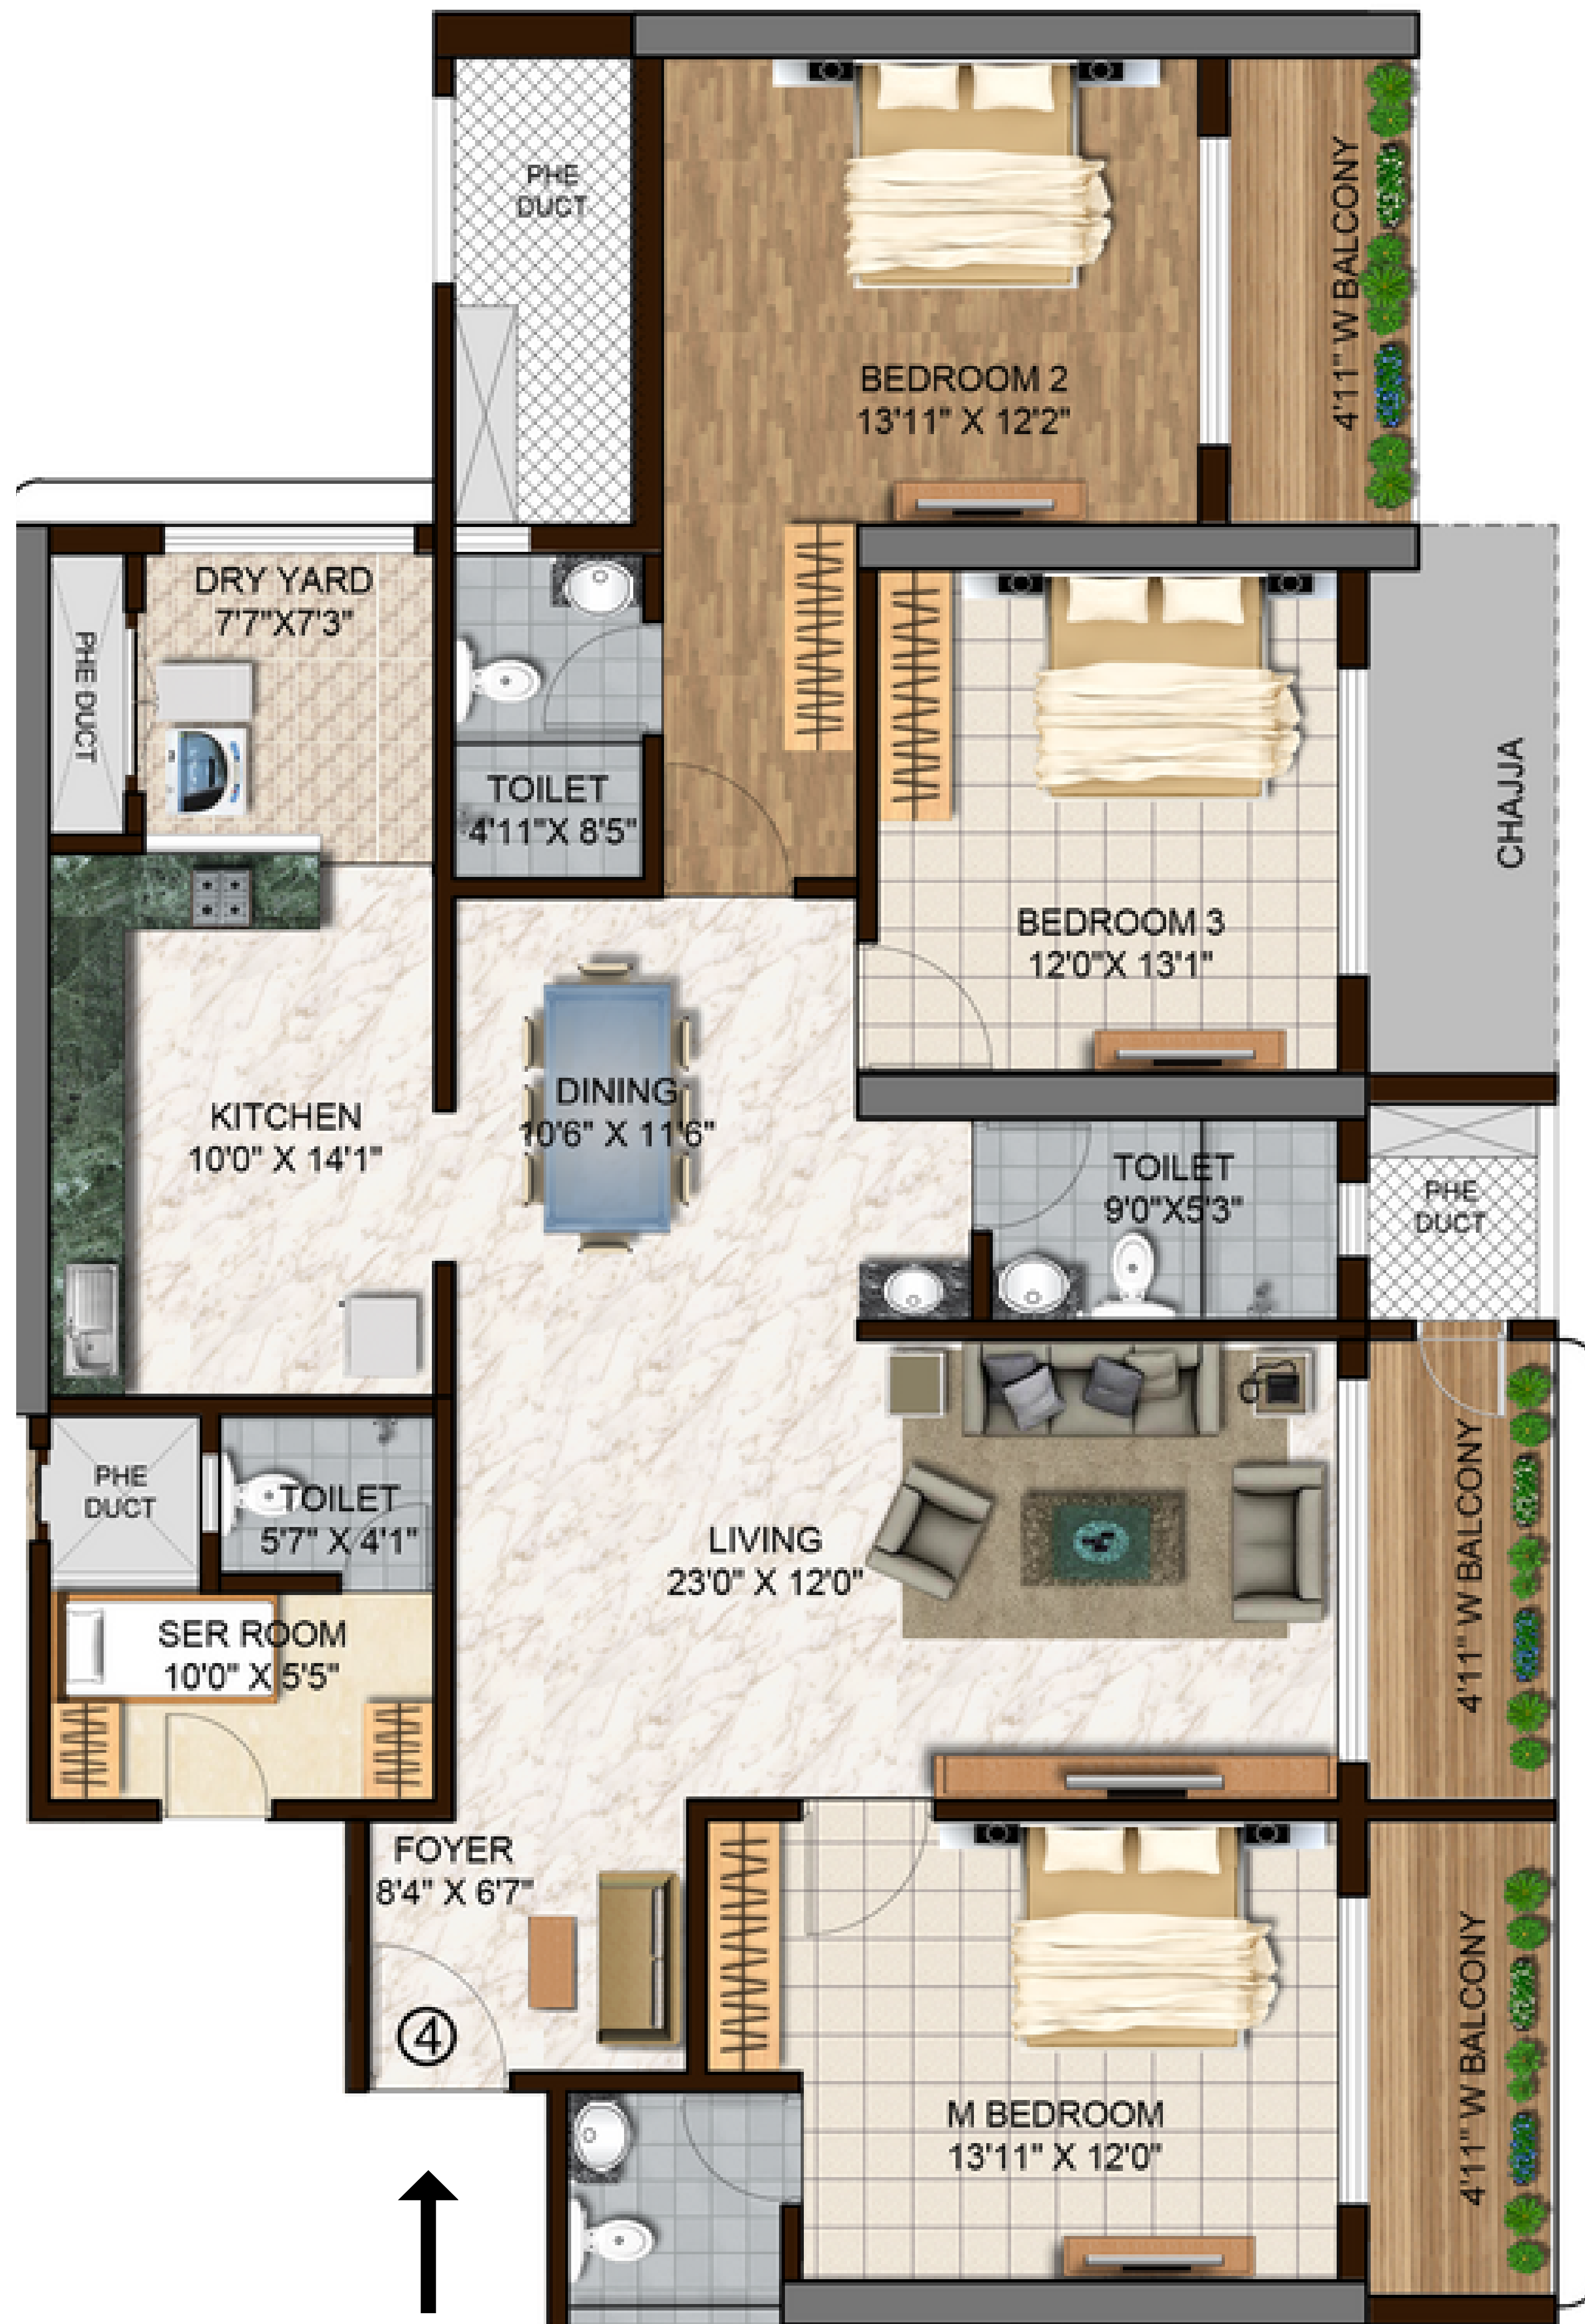 PHE
DUCT
4'11" W BALCONY
BEDROOM 2
13'11" X 12'2"
DRY YARD
7'7"X7'3"
PHE DUCT
TOILET
4'11"X 8'5"
CHAJJA
BEDROOM 3
12'0"X 13'1"
KITCHEN
10'0" X 14'1"
DINING
10'6" X 11'6"
TOILET
9'0"X5'3"
PHE
DUCT
PHE
DUCT
TOILET
5'7" X 4'1"
LIVING
23'0" X 12'0"
4'11" W BALCONY
SER ROOM
10'0" X 5'5"
FOYER
8'4" X 6'7"
4
M BEDROOM
13'11" X 12'0"
4'11" W BALCONY